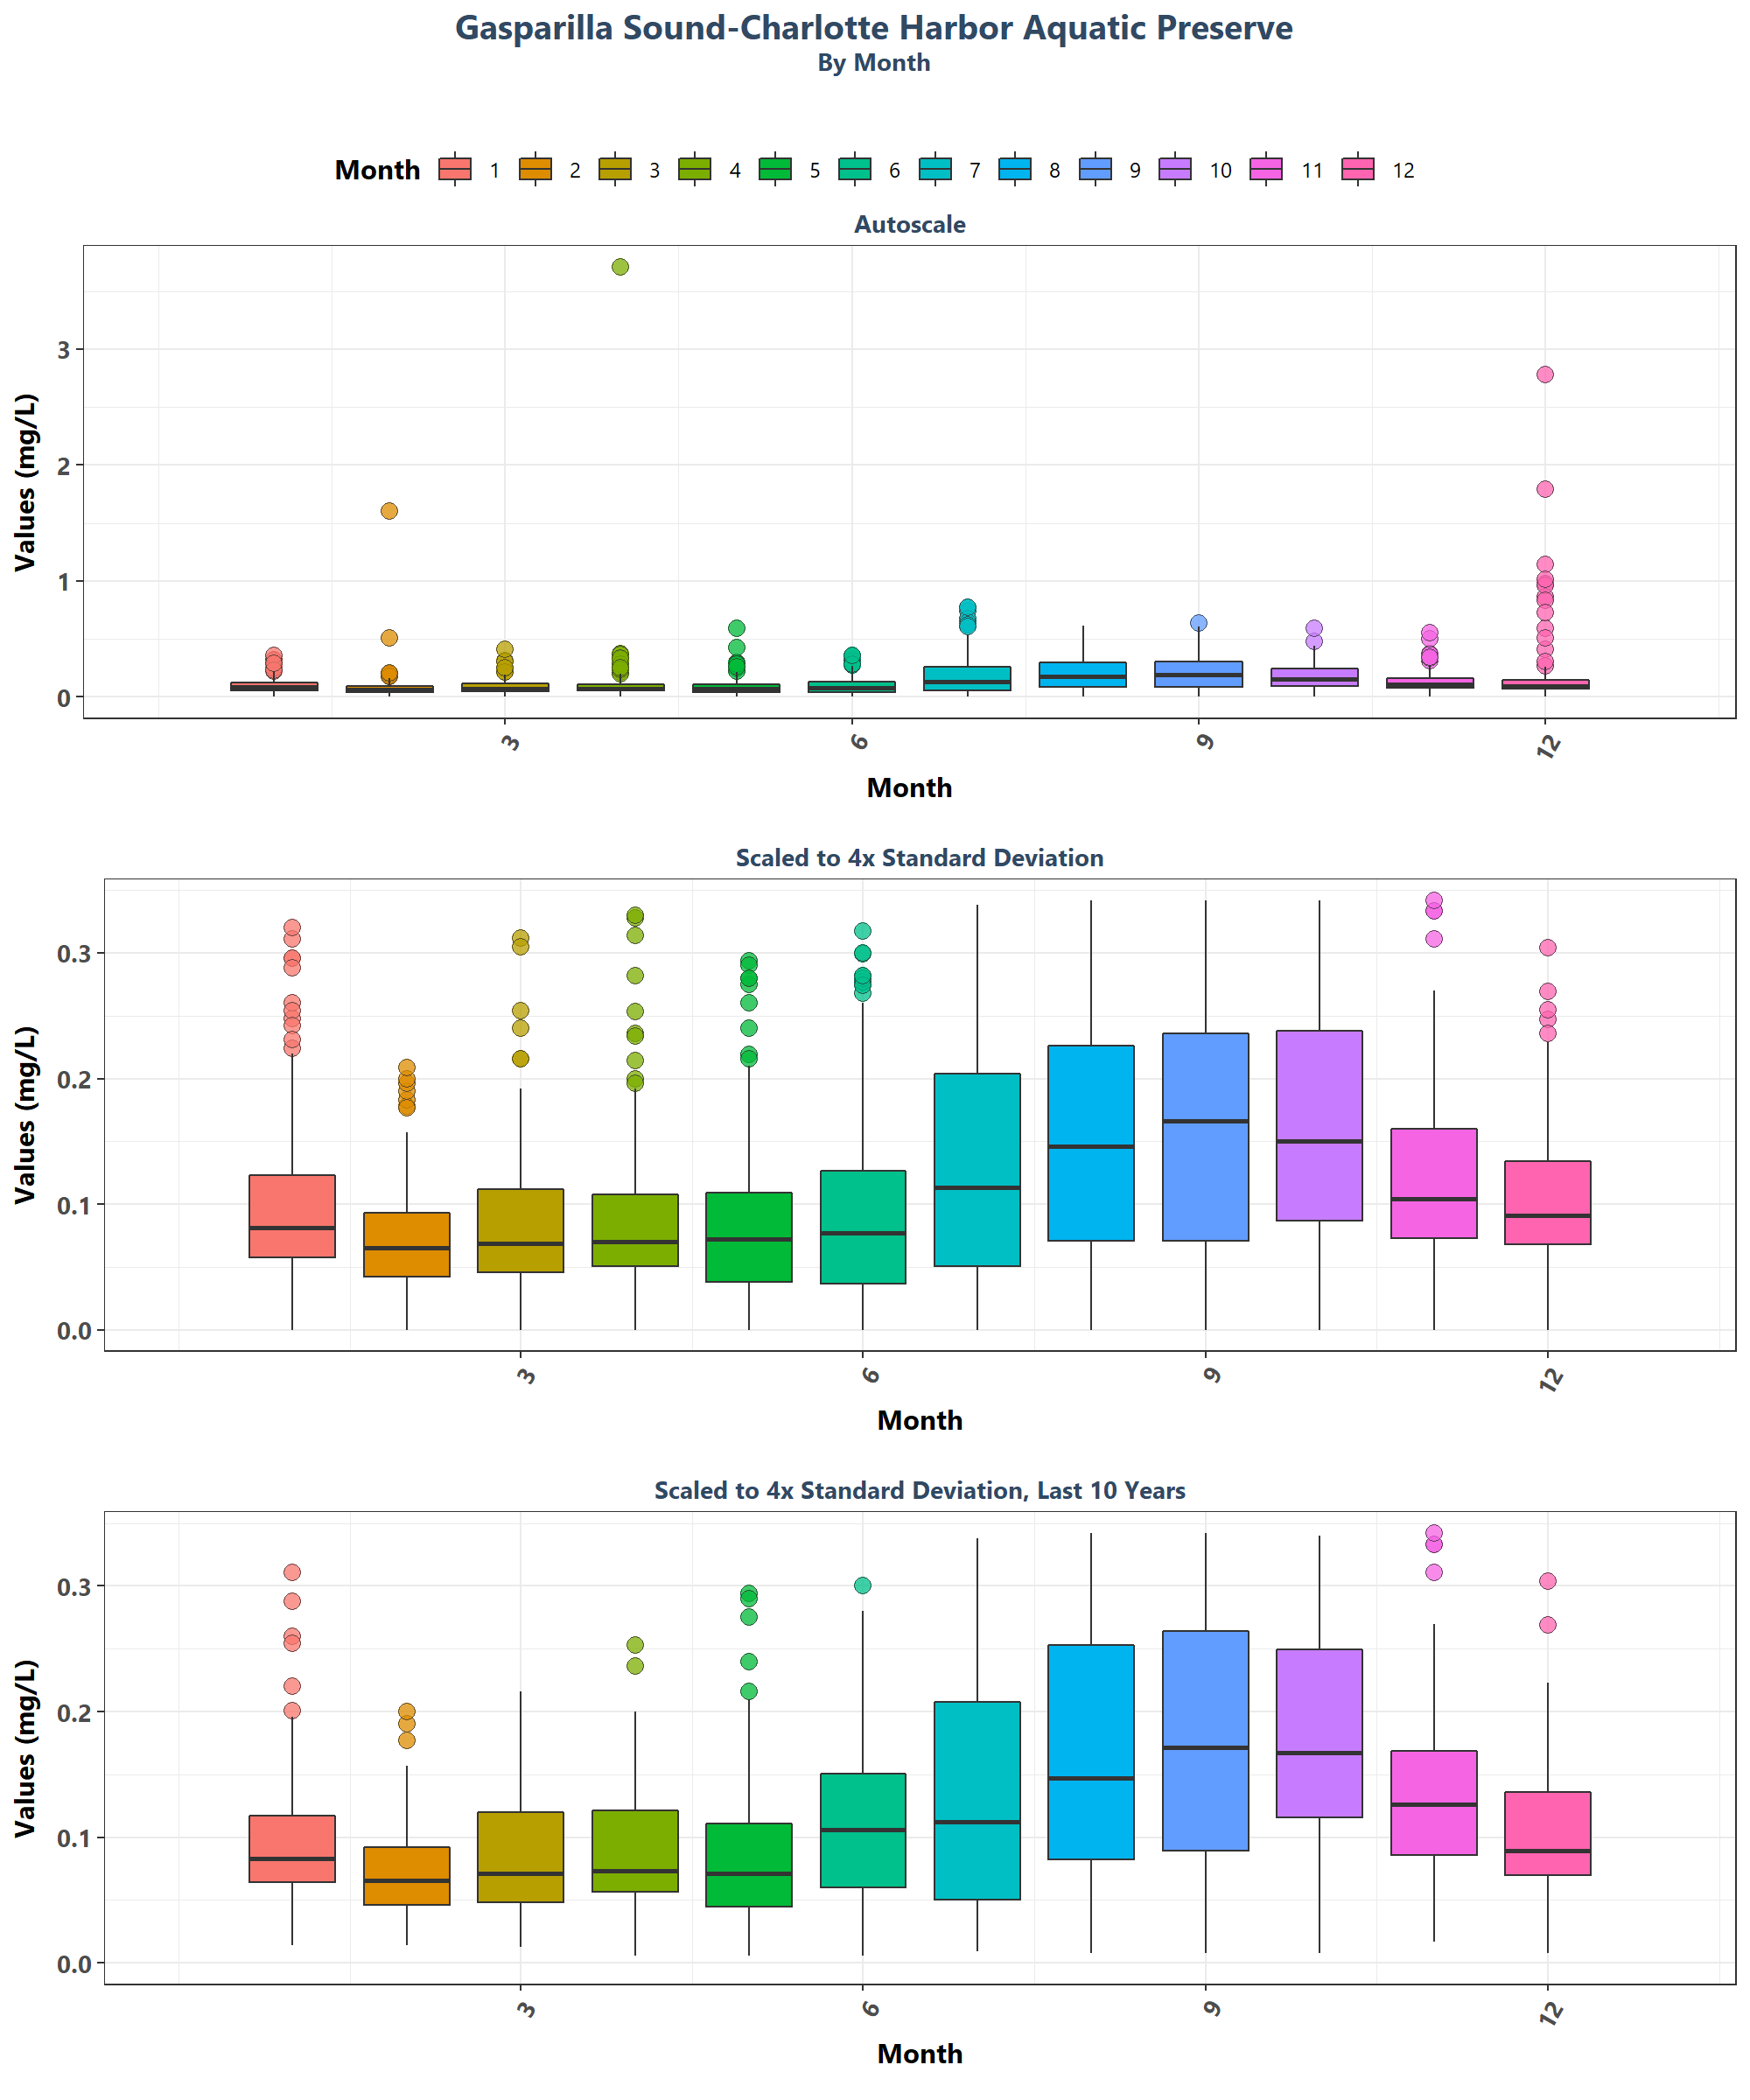 Gasparilla Sound-Charlotte Harbor Aquatic Preserve
By Month
Month 1 2 3 4 5 6 7 8 9 10 11 12
Autoscale
Values (mg/L)
3
2
1
0
3 6 9 12
Month
Scaled to 4x Standard Deviation
Values (mg/L)
0.3
0.2
0.1
0.0
3 6 9 12
Month
Scaled to 4x Standard Deviation, Last 10 Years
Values (mg/L)
0.3
0.2
0.1
0.0
3 6 9 12
Month